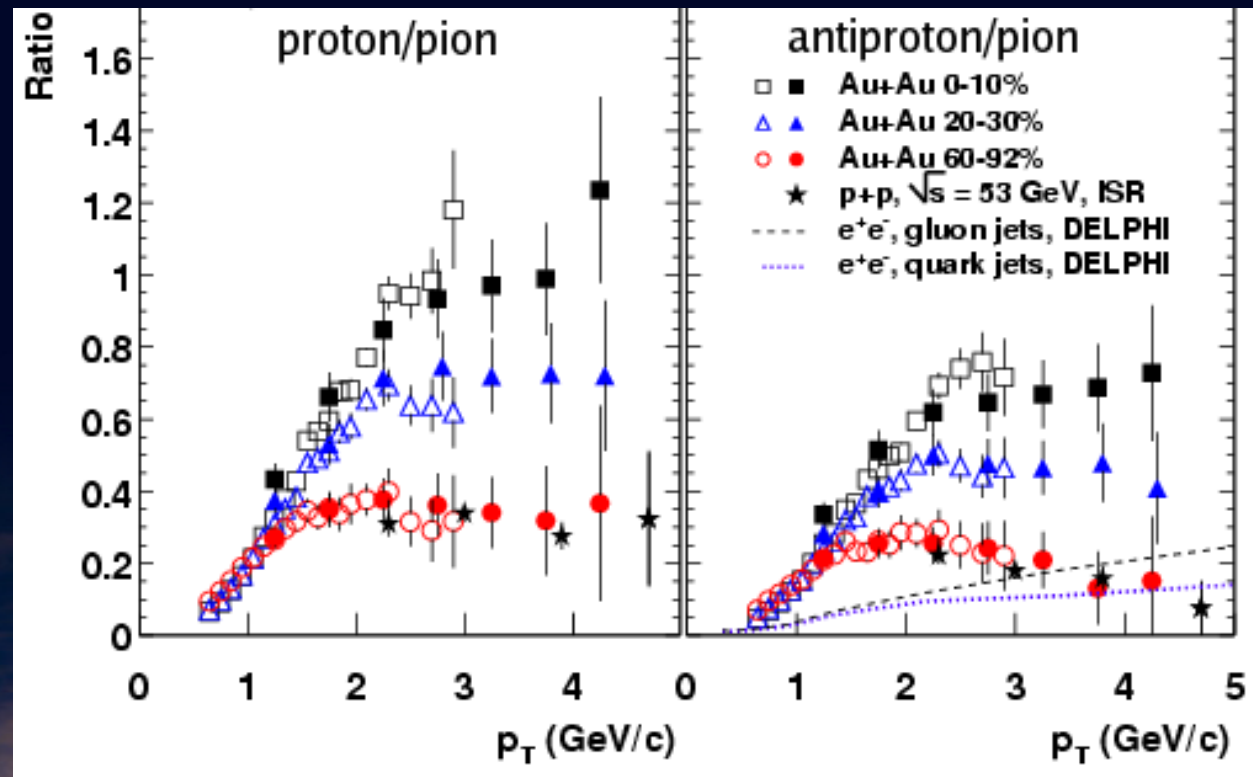 Ratio
proton/pion
antiproton/pion
Au+Au 0-10%
Au+Au 20-30%
Au+Au 60-92%
p+p, √s = 53 GeV, ISR
e⁺e⁻, gluon jets, DELPHI
e⁺e⁻, quark jets, DELPHI
1.6
1.4
1.2
1
0.8
0.6
0.4
0.2
0
0 1 2 3 4 0 1 2 3 4 5
p_T (GeV/c) p_T (GeV/c)